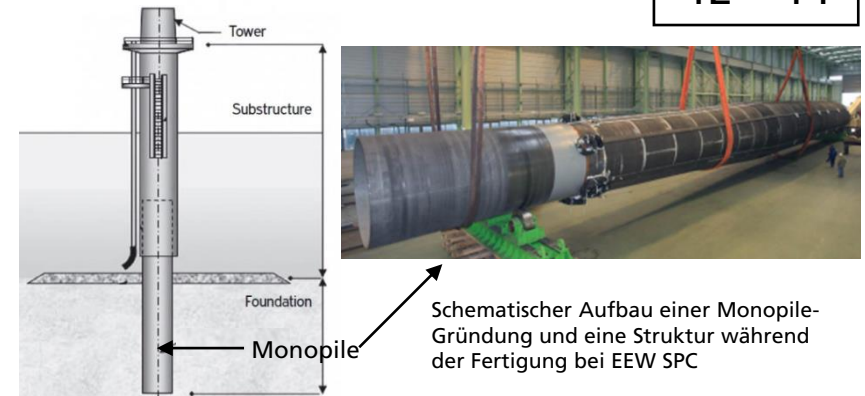 Tower
Substructure
Foundation
Monopile
Schematischer Aufbau einer Monopile-
Gründung und eine Struktur während
der Fertigung bei EEW SPC